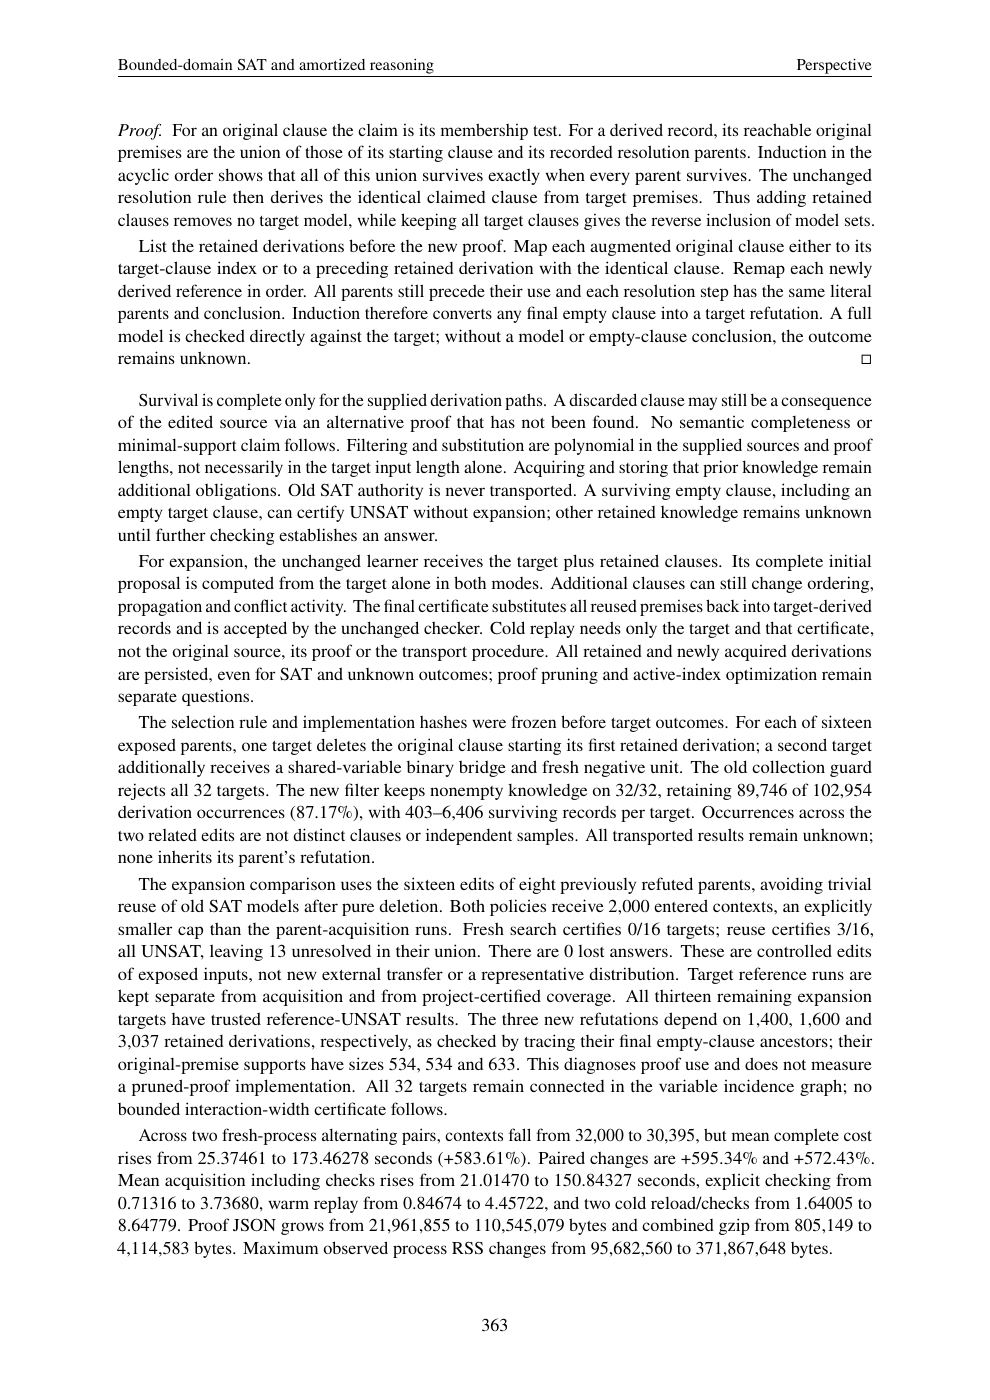 Bounded-domain SAT and amortized reasoning Perspective
Proof. For an original clause the claim is its membership test. For a derived record, its reachable original
premises are the union of those of its starting clause and its recorded resolution parents. Induction in the
acyclic order shows that all of this union survives exactly when every parent survives. The unchanged
resolution rule then derives the identical claimed clause from target premises. Thus adding retained
clauses removes no target model, while keeping all target clauses gives the reverse inclusion of model sets.
List the retained derivations before the new proof. Map each augmented original clause either to its
target-clause index or to a preceding retained derivation with the identical clause. Remap each newly
derived reference in order. All parents still precede their use and each resolution step has the same literal
parents and conclusion. Induction therefore converts any final empty clause into a target refutation. A full
model is checked directly against the target; without a model or empty-clause conclusion, the outcome
remains unknown. □
Survival is complete only for the supplied derivation paths. A discarded clause may still be a consequence
of the edited source via an alternative proof that has not been found. No semantic completeness or
minimal-support claim follows. Filtering and substitution are polynomial in the supplied sources and proof
lengths, not necessarily in the target input length alone. Acquiring and storing that prior knowledge remain
additional obligations. Old SAT authority is never transported. A surviving empty clause, including an
empty target clause, can certify UNSAT without expansion; other retained knowledge remains unknown
until further checking establishes an answer.
For expansion, the unchanged learner receives the target plus retained clauses. Its complete initial
proposal is computed from the target alone in both modes. Additional clauses can still change ordering,
propagation and conflict activity. The final certificate substitutes all reused premises back into target-derived
records and is accepted by the unchanged checker. Cold replay needs only the target and that certificate,
not the original source, its proof or the transport procedure. All retained and newly acquired derivations
are persisted, even for SAT and unknown outcomes; proof pruning and active-index optimization remain
separate questions.
The selection rule and implementation hashes were frozen before target outcomes. For each of sixteen
exposed parents, one target deletes the original clause starting its first retained derivation; a second target
additionally receives a shared-variable binary bridge and fresh negative unit. The old collection guard
rejects all 32 targets. The new filter keeps nonempty knowledge on 32/32, retaining 89,746 of 102,954
derivation occurrences (87.17%), with 403–6,406 surviving records per target. Occurrences across the
two related edits are not distinct clauses or independent samples. All transported results remain unknown;
none inherits its parent's refutation.
The expansion comparison uses the sixteen edits of eight previously refuted parents, avoiding trivial
reuse of old SAT models after pure deletion. Both policies receive 2,000 entered contexts, an explicitly
smaller cap than the parent-acquisition runs. Fresh search certifies 0/16 targets; reuse certifies 3/16,
all UNSAT, leaving 13 unresolved in their union. There are 0 lost answers. These are controlled edits
of exposed inputs, not new external transfer or a representative distribution. Target reference runs are
kept separate from acquisition and from project-certified coverage. All thirteen remaining expansion
targets have trusted reference-UNSAT results. The three new refutations depend on 1,400, 1,600 and
3,037 retained derivations, respectively, as checked by tracing their final empty-clause ancestors; their
original-premise supports have sizes 534, 534 and 633. This diagnoses proof use and does not measure
a pruned-proof implementation. All 32 targets remain connected in the variable incidence graph; no
bounded interaction-width certificate follows.
Across two fresh-process alternating pairs, contexts fall from 32,000 to 30,395, but mean complete cost
rises from 25.37461 to 173.46278 seconds (+583.61%). Paired changes are +595.34% and +572.43%.
Mean acquisition including checks rises from 21.01470 to 150.84327 seconds, explicit checking from
0.71316 to 3.73680, warm replay from 0.84674 to 4.45722, and two cold reload/checks from 1.64005 to
8.64779. Proof JSON grows from 21,961,855 to 110,545,079 bytes and combined gzip from 805,149 to
4,114,583 bytes. Maximum observed process RSS changes from 95,682,560 to 371,867,648 bytes.
363